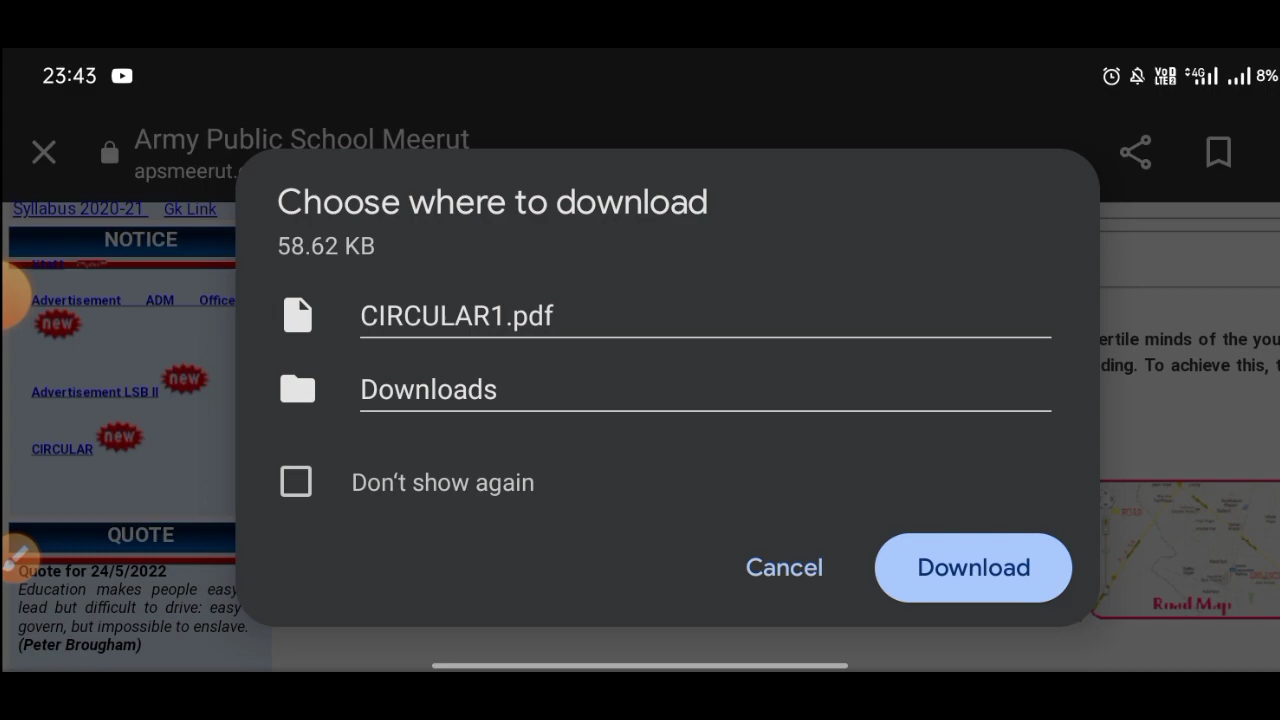 23:43
VoD LTE2 4G 8%
Army Public School Meerut
apsmeerut.
Syllabus 2020-21 Gk Link
NOTICE
Advertisement ADM Office
new
Advertisement LSB II new
CIRCULAR new
QUOTE
Quote for 24/5/2022
Education makes people easy
lead but difficult to drive: easy
govern, but impossible to enslave.
(Peter Brougham)
Choose where to download
58.62 KB
CIRCULAR1.pdf
Downloads
Don't show again
Cancel
Download
ertile minds of the you
ding. To achieve this, t
Road Map